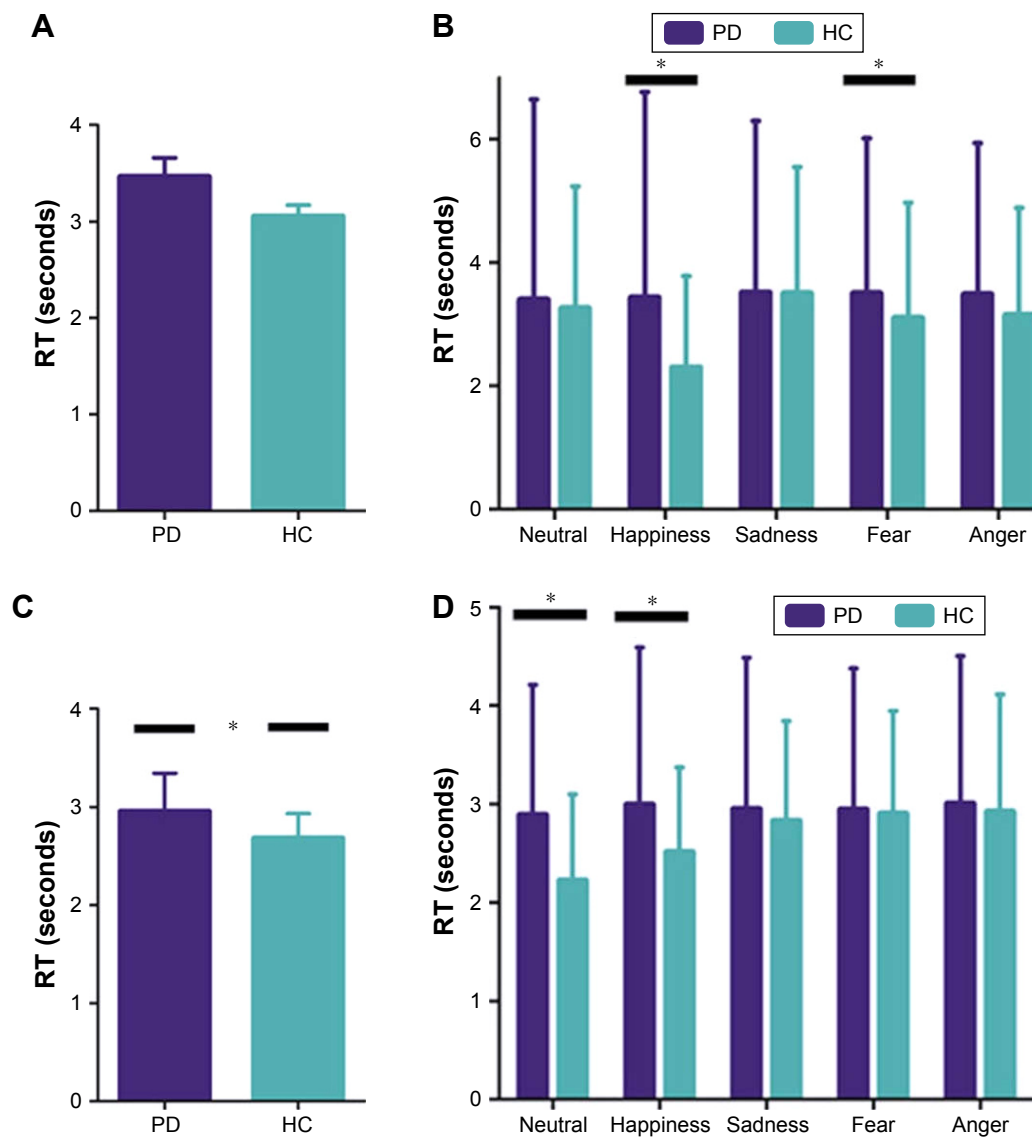 A
RT (seconds)
4
3
2
1
0
PD
HC
B
PD
HC
RT (seconds)
6
4
2
0
*
*
Neutral
Happiness
Sadness
Fear
Anger
C
RT (seconds)
4
3
2
1
0
*
PD
HC
D
PD
HC
RT (seconds)
5
4
3
2
1
0
*
*
Neutral
Happiness
Sadness
Fear
Anger